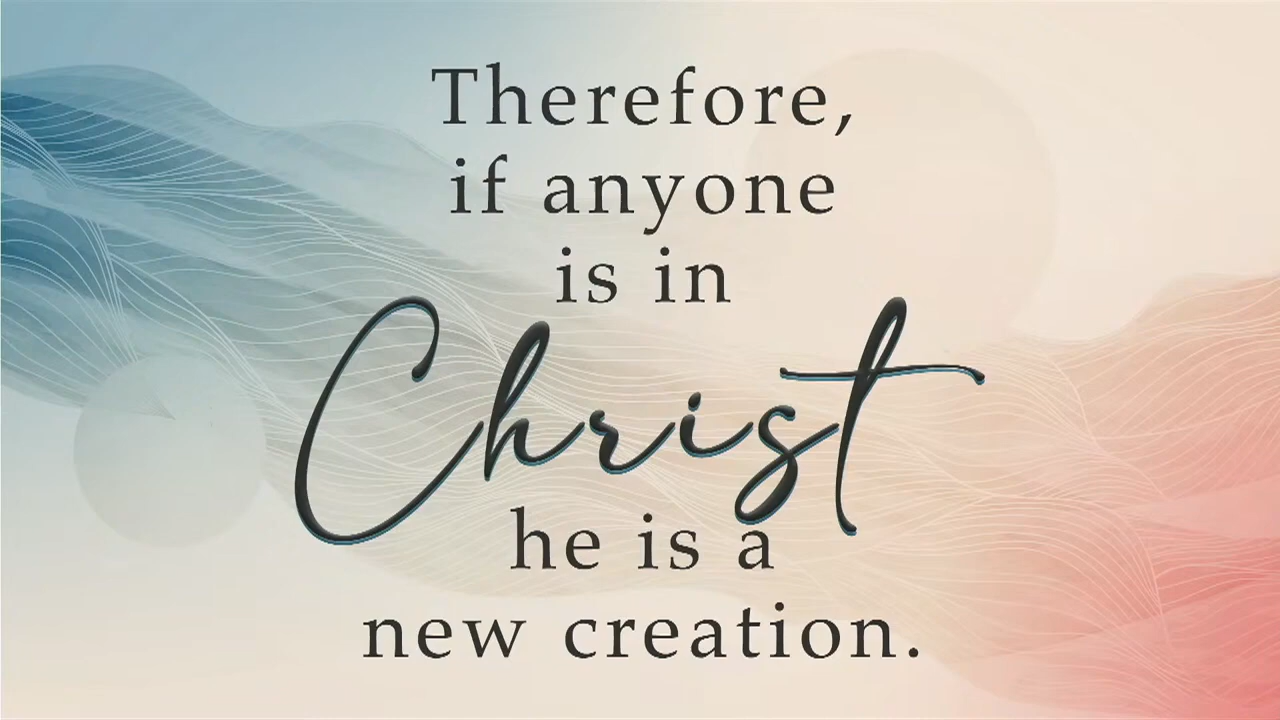 Therefore,
if anyone
is in
Christ
he is a
new creation.